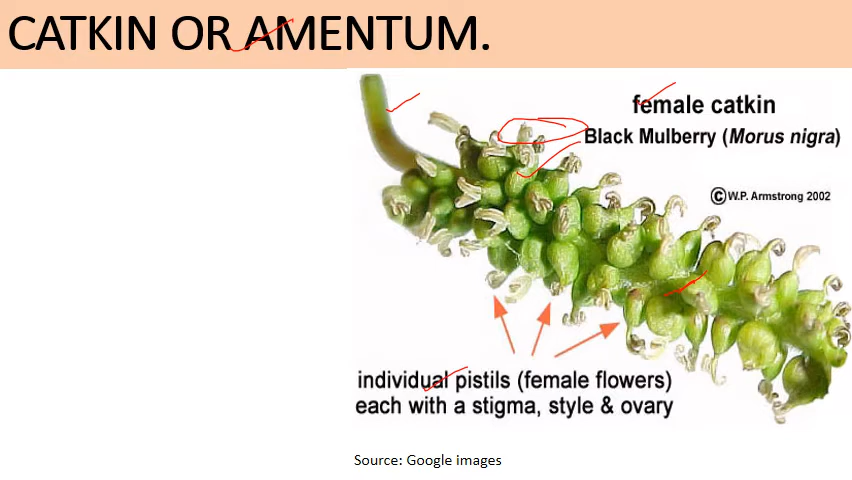 CATKIN OR AMENTUM.
female catkin
Black Mulberry (Morus nigra)
©W.P. Armstrong 2002
individual pistils (female flowers)
each with a stigma, style & ovary
Source: Google images